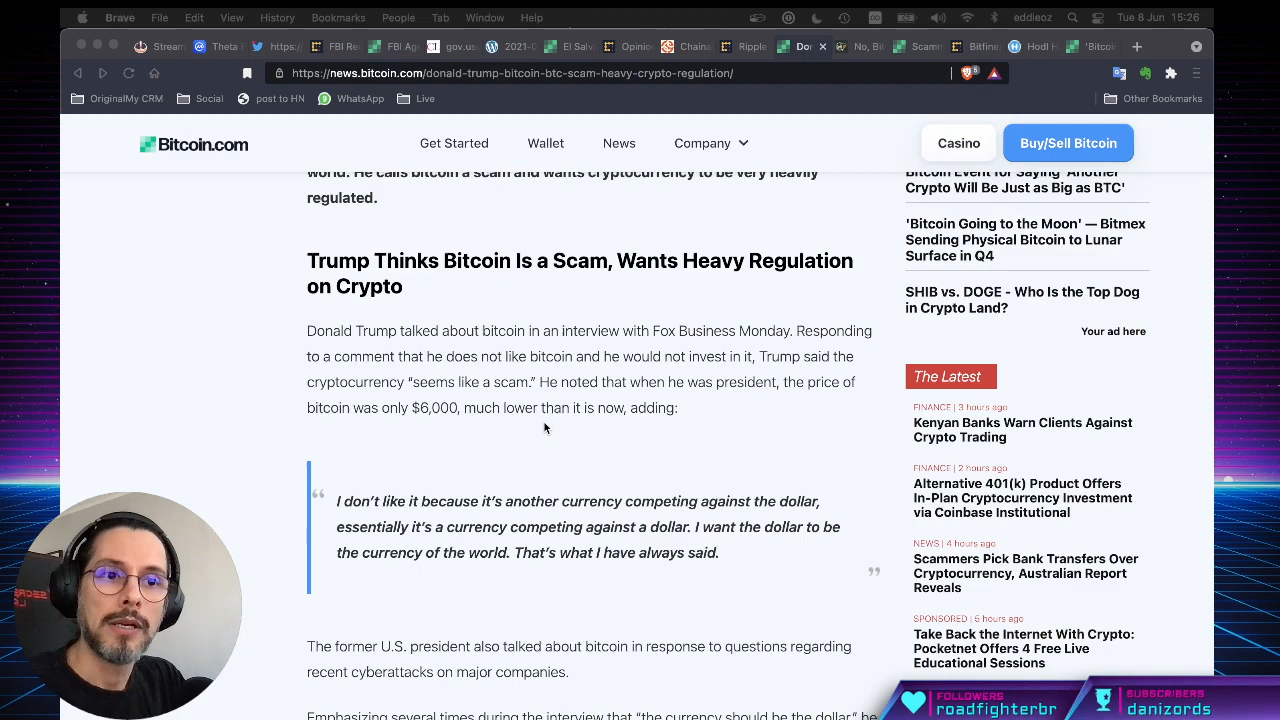 Brave File Edit View History Bookmarks People Tab Window Help eddieoz Tue 8 Jun 15:26
Stream Theta F https:/ FBI Rec FBI Age gov.us 2021-0 El Salv Opinio Chaina Ripple Don No, Bi Scamm Bitfine Hodl H 'Bitcoi
https://news.bitcoin.com/donald-trump-bitcoin-btc-scam-heavy-crypto-regulation/
OriginalMy CRM Social post to HN WhatsApp Live Other Bookmarks
Bitcoin.com Get Started Wallet News Company Casino Buy/Sell Bitcoin
world. He calls bitcoin a scam and wants cryptocurrency to be very heavily
regulated.
Trump Thinks Bitcoin Is a Scam, Wants Heavy Regulation
on Crypto
Donald Trump talked about bitcoin in an interview with Fox Business Monday. Responding
to a comment that he does not like bitcoin and he would not invest in it, Trump said the
cryptocurrency “seems like a scam.” He noted that when he was president, the price of
bitcoin was only $6,000, much lower than it is now, adding:
“ I don’t like it because it’s another currency competing against the dollar,
essentially it’s a currency competing against a dollar. I want the dollar to be
the currency of the world. That’s what I have always said.
”
The former U.S. president also talked about bitcoin in response to questions regarding
recent cyberattacks on major companies.
Emphasizing several times during the interview that “the currency should be the dollar,” he
Bitcoin Event for Saying 'Another
Crypto Will Be Just as Big as BTC'
'Bitcoin Going to the Moon' — Bitmex
Sending Physical Bitcoin to Lunar
Surface in Q4
SHIB vs. DOGE - Who Is the Top Dog
in Crypto Land?
Your ad here
The Latest
FINANCE | 3 hours ago
Kenyan Banks Warn Clients Against
Crypto Trading
FINANCE | 2 hours ago
Alternative 401(k) Product Offers
In-Plan Cryptocurrency Investment
via Coinbase Institutional
NEWS | 4 hours ago
Scammers Pick Bank Transfers Over
Cryptocurrency, Australian Report
Reveals
SPONSORED | 5 hours ago
Take Back the Internet With Crypto:
Pocketnet Offers 4 Free Live
Educational Sessions
FOLLOWERS
roadfighterbr
SUBSCRIBERS
danizords